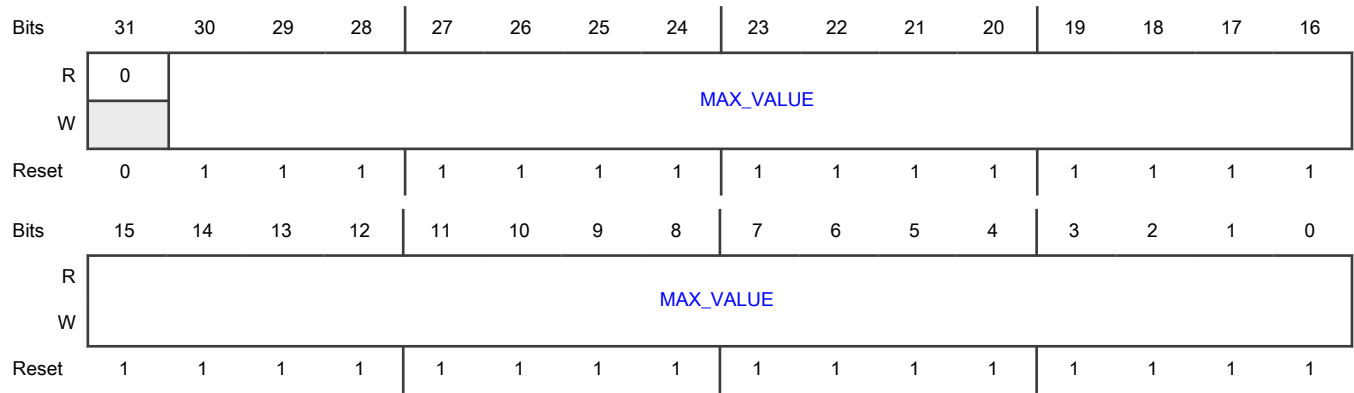 Bits 31 30 29 28 27 26 25 24 23 22 21 20 19 18 17 16
R 0
MAX_VALUE
W
Reset 0 1 1 1 1 1 1 1 1 1 1 1 1 1 1 1
Bits 15 14 13 12 11 10 9 8 7 6 5 4 3 2 1 0
R
MAX_VALUE
W
Reset 1 1 1 1 1 1 1 1 1 1 1 1 1 1 1 1